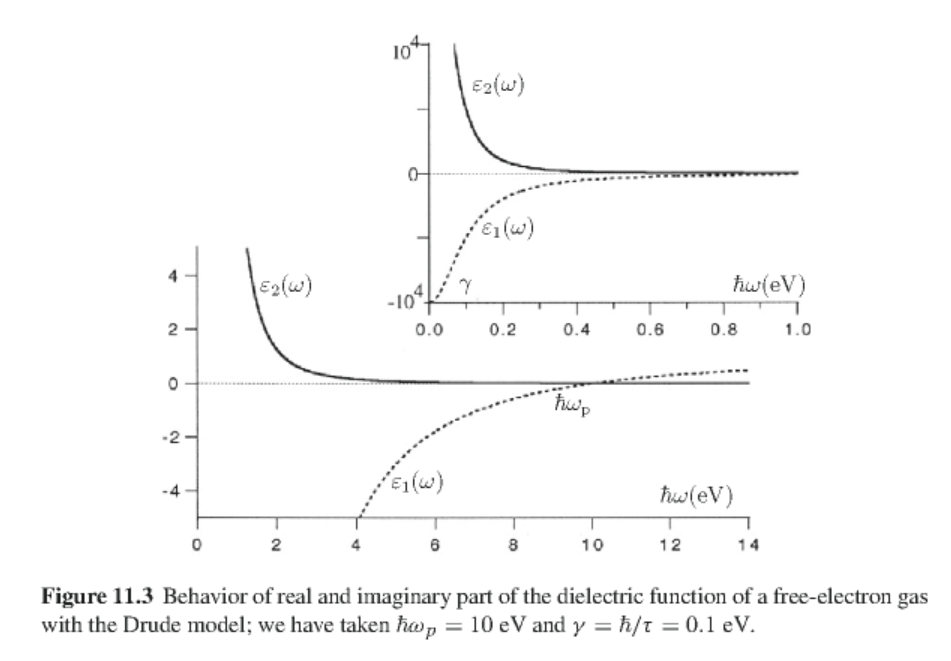 10⁴
ε₂(ω)
0
ε₁(ω)
-10⁴
γ
ħω(eV)
0.0 0.2 0.4 0.6 0.8 1.0
4
ε₂(ω)
2
0
ħωₚ
-2
-4
ε₁(ω)
ħω(eV)
0 2 4 6 8 10 12 14
Figure 11.3 Behavior of real and imaginary part of the dielectric function of a free-electron gas
with the Drude model; we have taken ħωₚ = 10 eV and γ = ħ/τ = 0.1 eV.